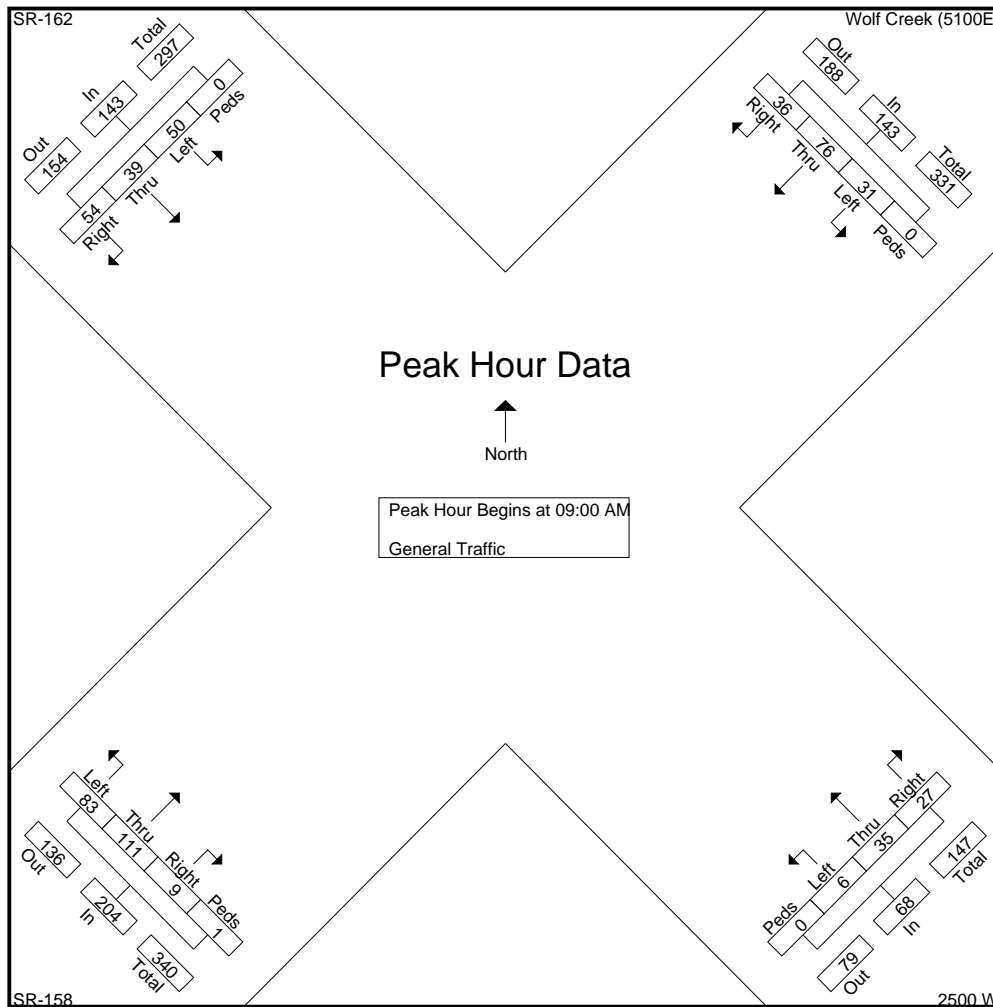 SR-162
Wolf Creek (5100E
Out
In
Total
154
143
297
54
39
50
0
Right
Thru
Left
Peds
Out
In
Total
188
143
331
36
76
31
0
Right
Thru
Left
Peds
Peak Hour Data
North
Peak Hour Begins at 09:00 AM
General Traffic
Left
Thru
Right
Peds
83
111
9
1
136
204
340
Out
In
Total
Peds
Left
Thru
Right
0
6
35
27
79
68
147
Out
In
Total
SR-158
2500 W